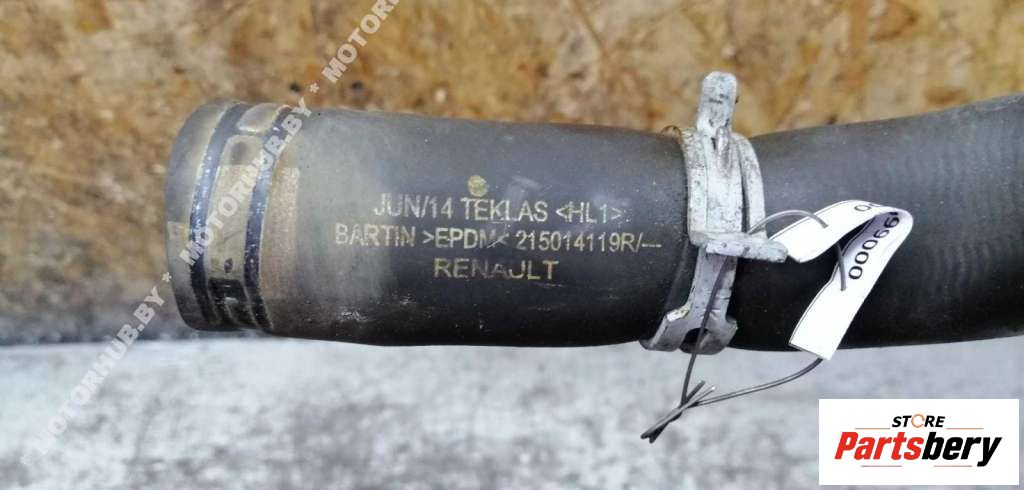 JUN/14 TEKLAS <HL1>
BARTIN >EPDM< 215014119R/---
RENAULT
* MOTORHUB.BY * MOTORHUB.BY * MOTORHUB.BY *
STORE
Partsbery